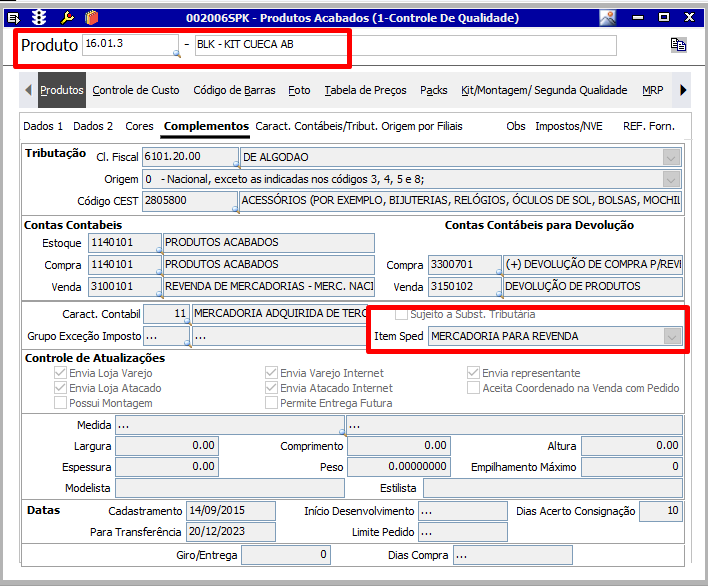 002006SPK - Produtos Acabados (1-Controle De Qualidade)
Produto 16.01.3 - BLK - KIT CUECA AB
Produtos Controle de Custo Código de Barras Foto Tabela de Preços Packs Kit/Montagem/ Segunda Qualidade MRP
Dados 1 Dados 2 Cores Complementos Caract. Contábeis/Tribut. Origem por Filiais Obs Impostos/NVE REF. Forn.
Tributação Cl. Fiscal 6101.20.00 DE ALGODAO
Origem 0 - Nacional, exceto as indicadas nos códigos 3, 4, 5 e 8;
Código CEST 2805800 ACESSÓRIOS (POR EXEMPLO, BIJUTERIAS, RELÓGIOS, ÓCULOS DE SOL, BOLSAS, MOCHIL
Contas Contabeis Contas Contábeis para Devolução
Estoque 1140101 PRODUTOS ACABADOS
Compra 1140101 PRODUTOS ACABADOS Compra 3300701 (+) DEVOLUÇÃO DE COMPRA P/REVI
Venda 3100101 REVENDA DE MERCADORIAS - MERC. NACI Venda 3150102 DEVOLUÇÃO DE PRODUTOS
Caract. Contabil 11 MERCADORIA ADQUIRIDA DE TERC Sujeito a Subst. Tributária
Grupo Exceção Imposto ... ... Item Sped MERCADORIA PARA REVENDA
Controle de Atualizações
Envia Loja Varejo Envia Varejo Internet Envia representante
Envia Loja Atacado Envia Atacado Internet Aceita Coordenado na Venda com Pedido
Possui Montagem Permite Entrega Futura
Medida ... ...
Largura 0.00 Comprimento 0.00 Altura 0.00
Espessura 0.00 Peso 0.00000000 Empilhamento Máximo 0
Modelista Estilista
Datas Cadastramento 14/09/2015 Início Desenvolvimento ... Dias Acerto Consignação 10
Para Transferência 20/12/2023 Limite Pedido ...
Giro/Entrega 0 Dias Compra ...